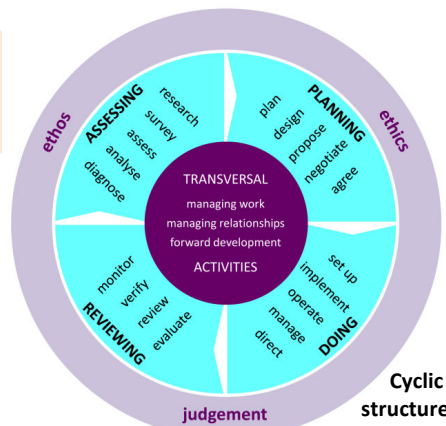 ethos
ethics
judgement
ASSESSING
research
survey
assess
analyse
diagnose
PLANNING
plan
design
propose
negotiate
agree
DOING
set up
implement
operate
manage
direct
REVIEWING
monitor
verify
review
evaluate
TRANSVERSAL
managing work
managing relationships
forward development
ACTIVITIES
Cyclic
structure